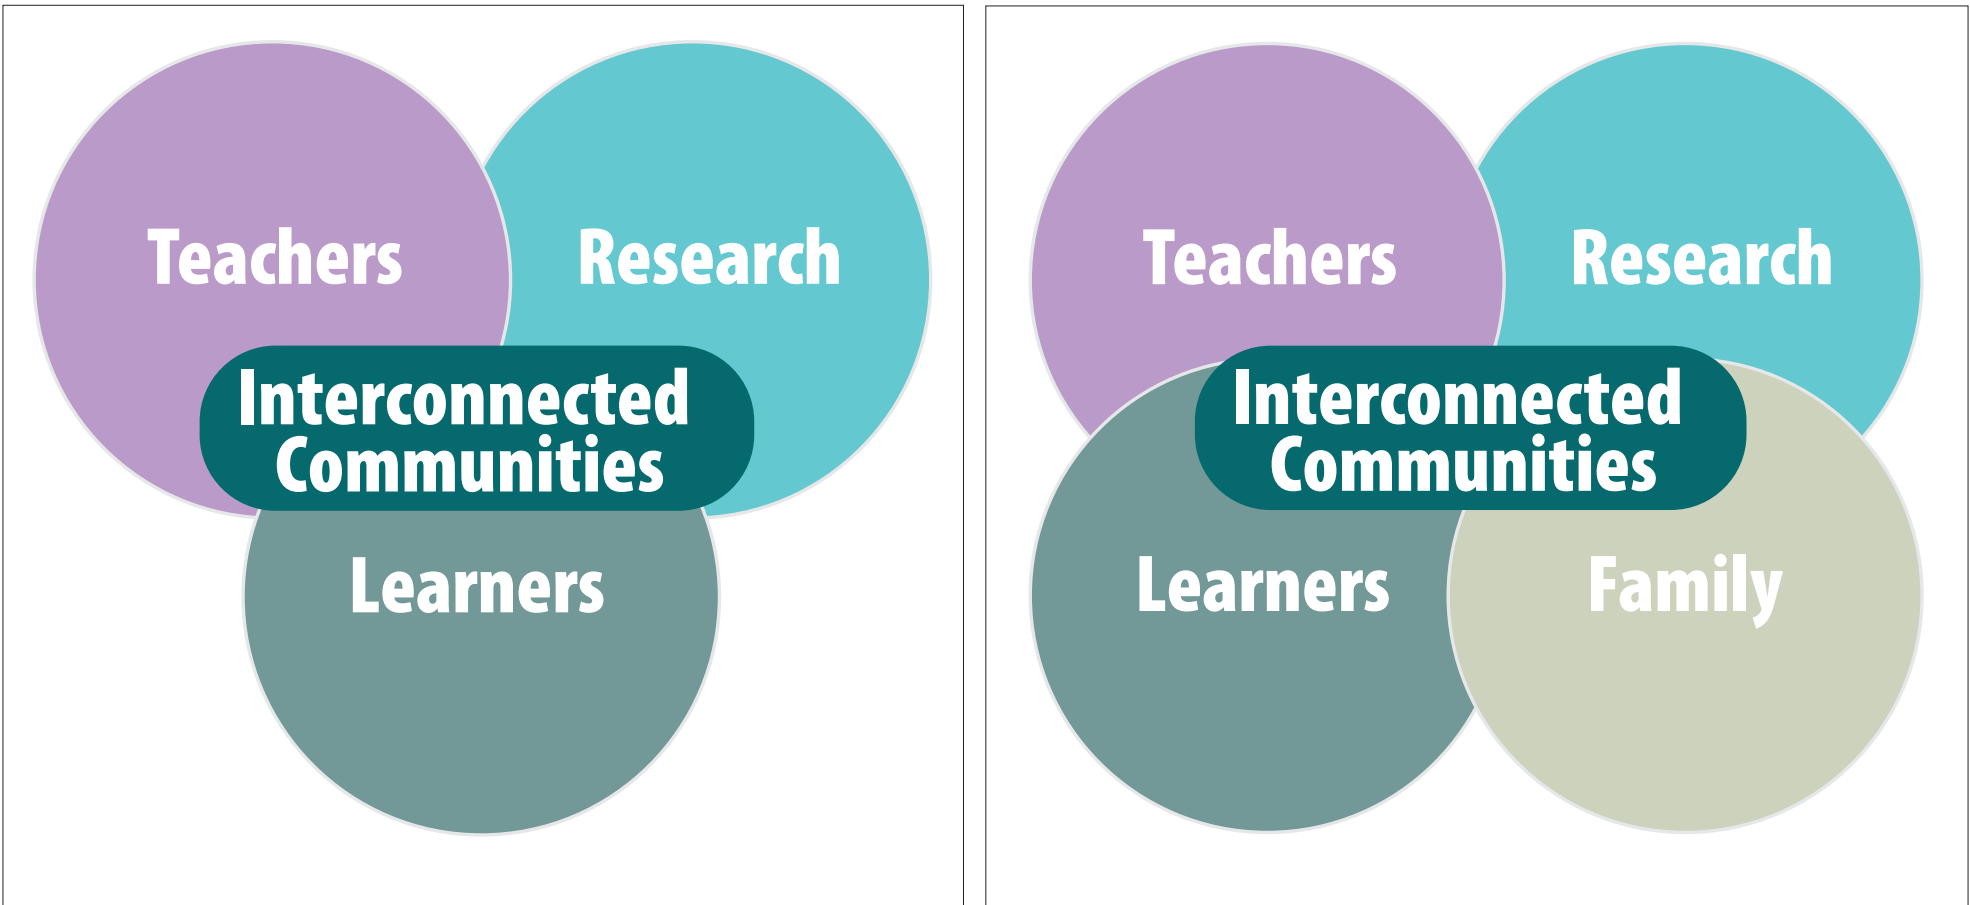 Teachers
Research
Interconnected
Communities
Learners
Teachers
Research
Interconnected
Communities
Learners
Family